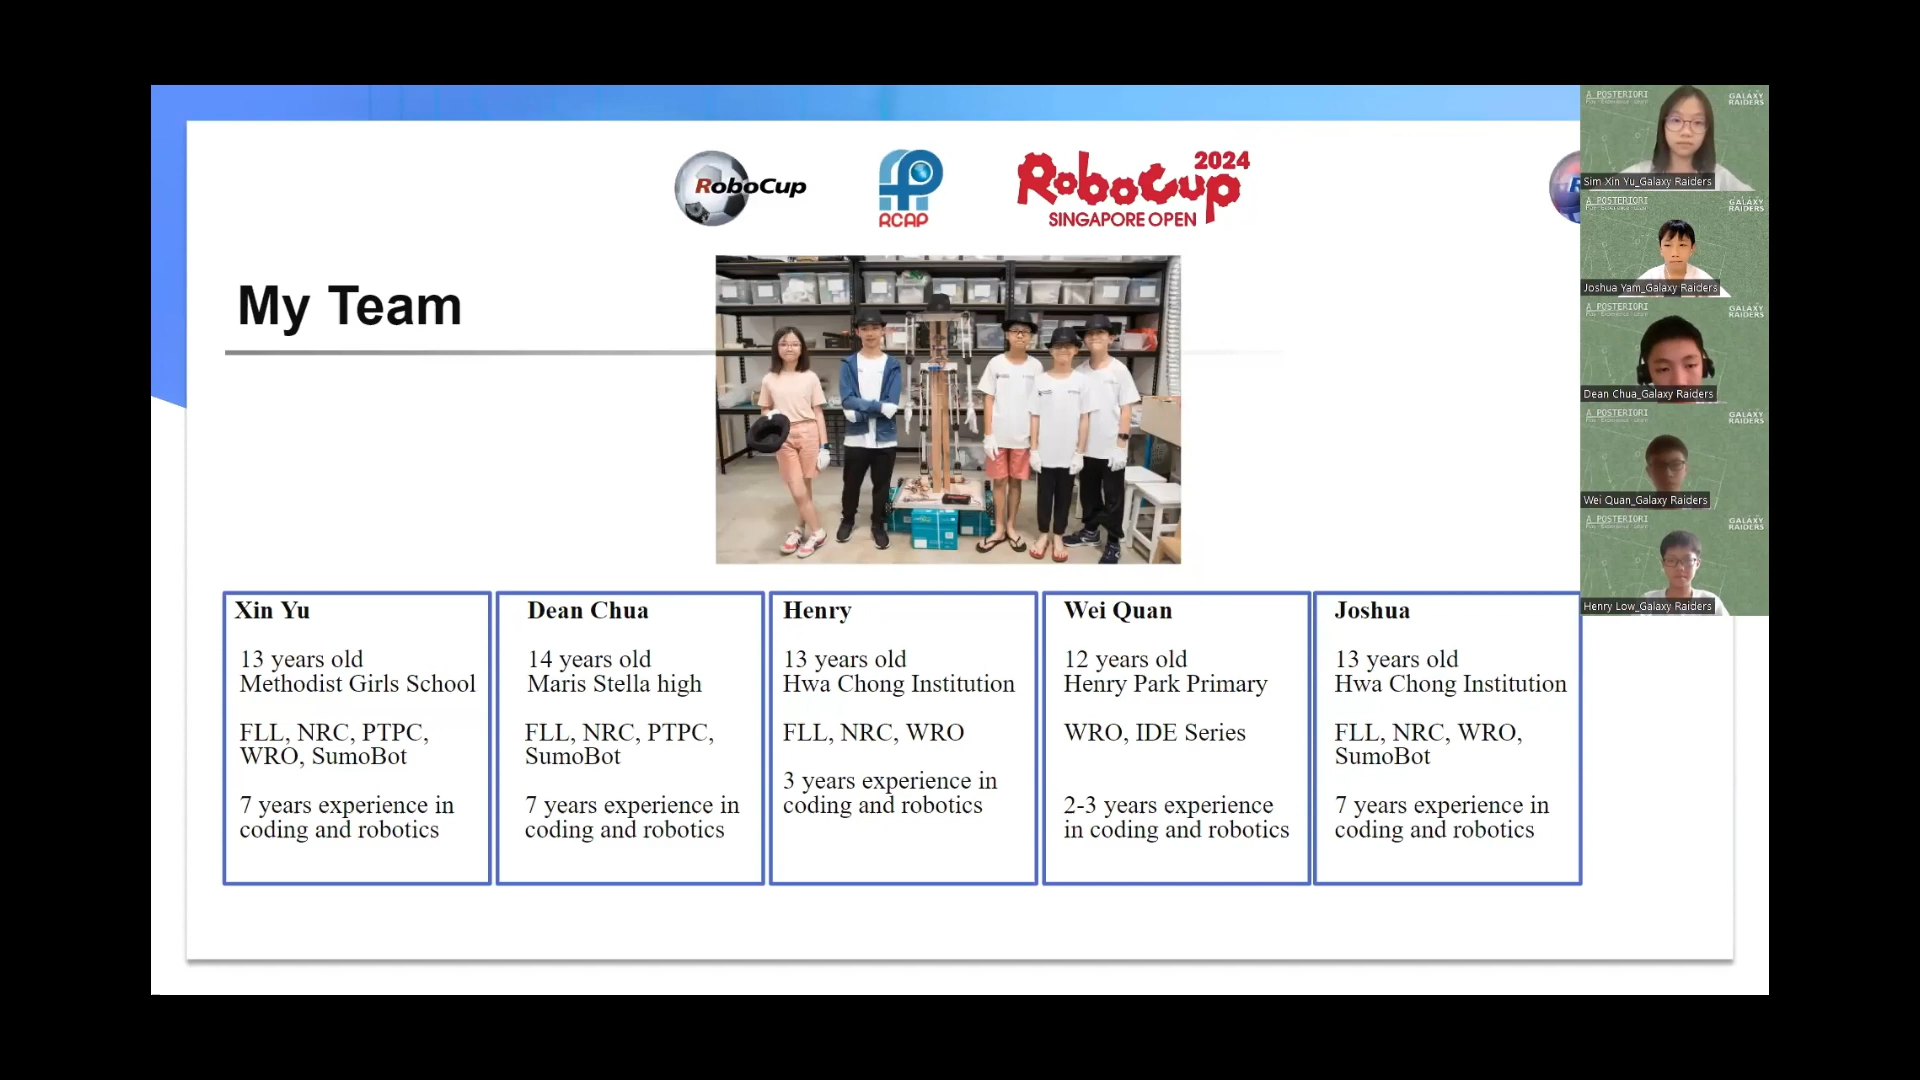 RoboCup
RCAP
RoboCup
2024
SINGAPORE OPEN
My Team
Xin Yu
13 years old
Methodist Girls School
FLL, NRC, PTPC,
WRO, SumoBot
7 years experience in
coding and robotics
Dean Chua
14 years old
Maris Stella high
FLL, NRC, PTPC,
SumoBot
7 years experience in
coding and robotics
Henry
13 years old
Hwa Chong Institution
FLL, NRC, WRO
3 years experience in
coding and robotics
Wei Quan
12 years old
Henry Park Primary
WRO, IDE Series
2-3 years experience
in coding and robotics
Joshua
13 years old
Hwa Chong Institution
FLL, NRC, WRO,
SumoBot
7 years experience in
coding and robotics
A POSTERIORI
GALAXY
RAIDERS
Sim Xin Yu_Galaxy Raiders
A POSTERIORI
GALAXY
RAIDERS
Joshua Yam_Galaxy Raiders
A POSTERIORI
GALAXY
RAIDERS
Dean Chua_Galaxy Raiders
A POSTERIORI
GALAXY
RAIDERS
Wei Quan_Galaxy Raiders
A POSTERIORI
GALAXY
RAIDERS
Henry Low_Galaxy Raiders